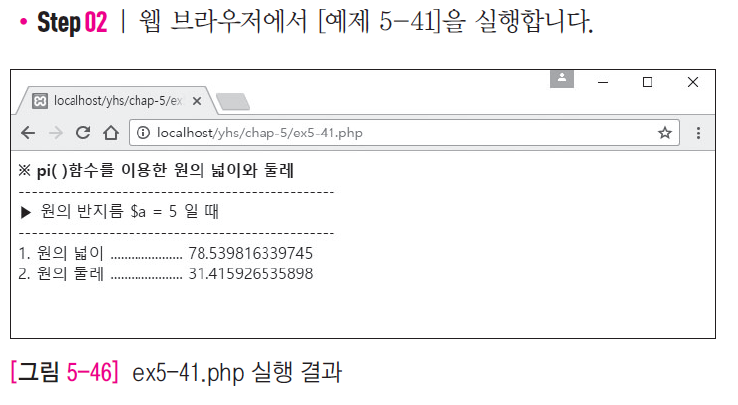 • Step 02 | 웹 브라우저에서 [예제 5-41]을 실행합니다.
localhost/yhs/chap-5/ex
localhost/yhs/chap-5/ex5-41.php
※ pi( )함수를 이용한 원의 넓이와 둘레
---------------------------------------------
▶ 원의 반지름 $a = 5 일 때
---------------------------------------------
1. 원의 넓이 ..................... 78.539816339745
2. 원의 둘레 ..................... 31.415926535898
[그림 5-46] ex5-41.php 실행 결과